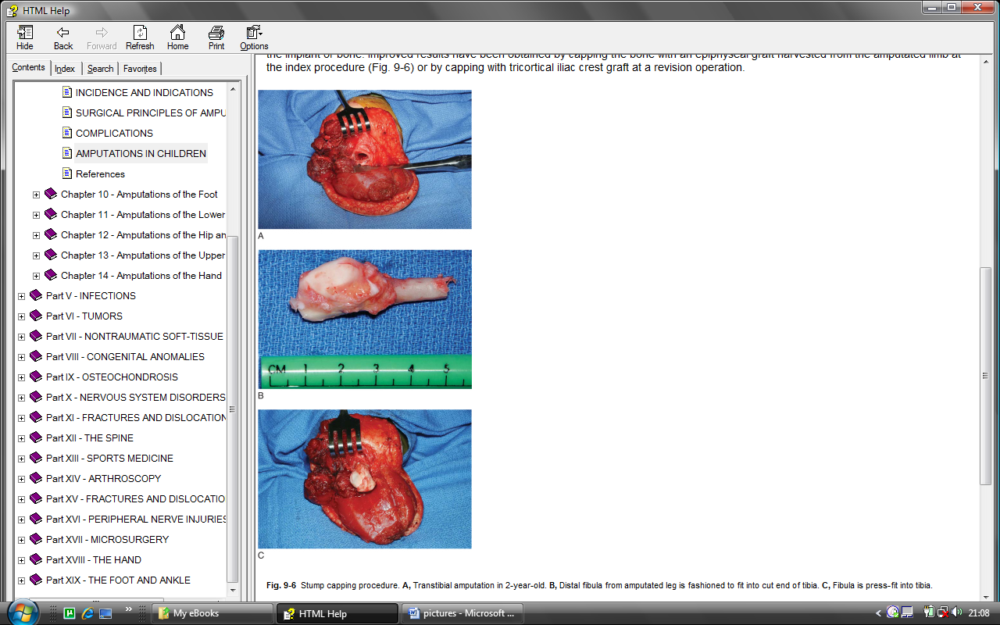 HTML Help
Hide Back Forward Refresh Home Print Options
Contents Index Search Favorites
INCIDENCE AND INDICATIONS
SURGICAL PRINCIPLES OF AMPU
COMPLICATIONS
AMPUTATIONS IN CHILDREN
References
Chapter 10 - Amputations of the Foot
Chapter 11 - Amputations of the Lower
Chapter 12 - Amputations of the Hip an
Chapter 13 - Amputations of the Upper
Chapter 14 - Amputations of the Hand
Part V - INFECTIONS
Part VI - TUMORS
Part VII - NONTRAUMATIC SOFT-TISSUE
Part VIII - CONGENITAL ANOMALIES
Part IX - OSTEOCHONDROSIS
Part X - NERVOUS SYSTEM DISORDERS
Part XI - FRACTURES AND DISLOCATION
Part XII - THE SPINE
Part XIII - SPORTS MEDICINE
Part XIV - ARTHROSCOPY
Part XV - FRACTURES AND DISLOCATIO
Part XVI - PERIPHERAL NERVE INJURIES
Part XVII - MICROSURGERY
Part XVIII - THE HAND
Part XIX - THE FOOT AND ANKLE
the implant or bone. Improved results have been obtained by capping the bone with an epiphyseal graft harvested from the amputated limb at
the index procedure (Fig. 9-6) or by capping with tricortical iliac crest graft at a revision operation.
A
CM 1 2 3 4 5
B
C
Fig. 9-6 Stump capping procedure. A, Transtibial amputation in 2-year-old. B, Distal fibula from amputated leg is fashioned to fit into cut end of tibia. C, Fibula is press-fit into tibia.
My eBooks HTML Help pictures - Microsoft ... 21:08